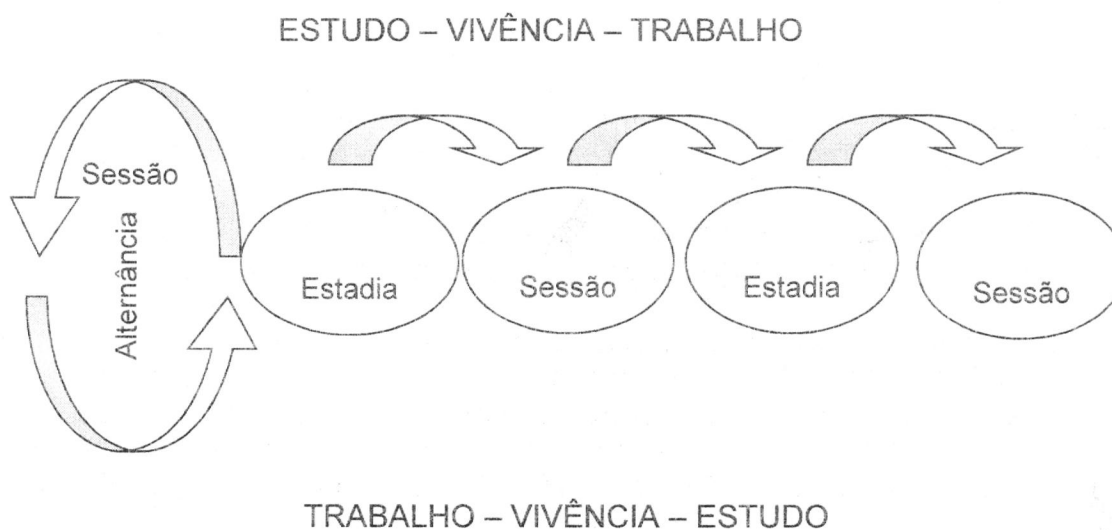 ESTUDO – VIVÊNCIA – TRABALHO
Sessão
Alternância
Estadia
Sessão
Estadia
Sessão
TRABALHO – VIVÊNCIA – ESTUDO